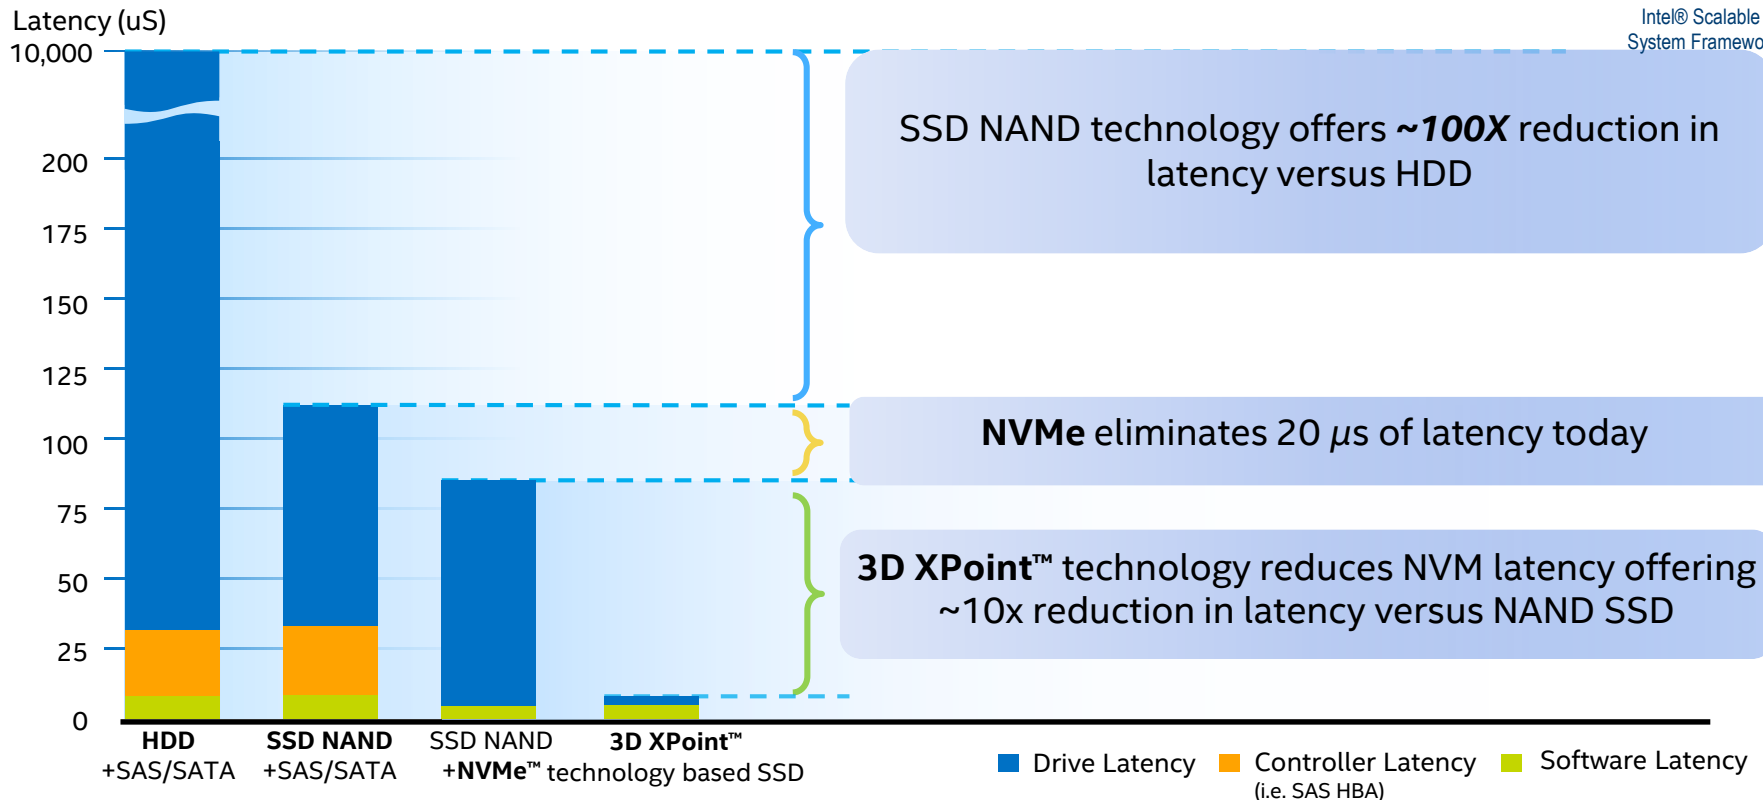 Latency (uS)
Intel® Scalable
System Framewo
10,000
200
175
150
125
100
75
50
25
0
SSD NAND technology offers ~100X reduction in
latency versus HDD
NVMe eliminates 20 µs of latency today
3D XPoint™ technology reduces NVM latency offering
~10x reduction in latency versus NAND SSD
HDD
+SAS/SATA
SSD NAND
+SAS/SATA
SSD NAND
3D XPoint™
+NVMe™ technology based SSD
Drive Latency
Controller Latency
(i.e. SAS HBA)
Software Latency